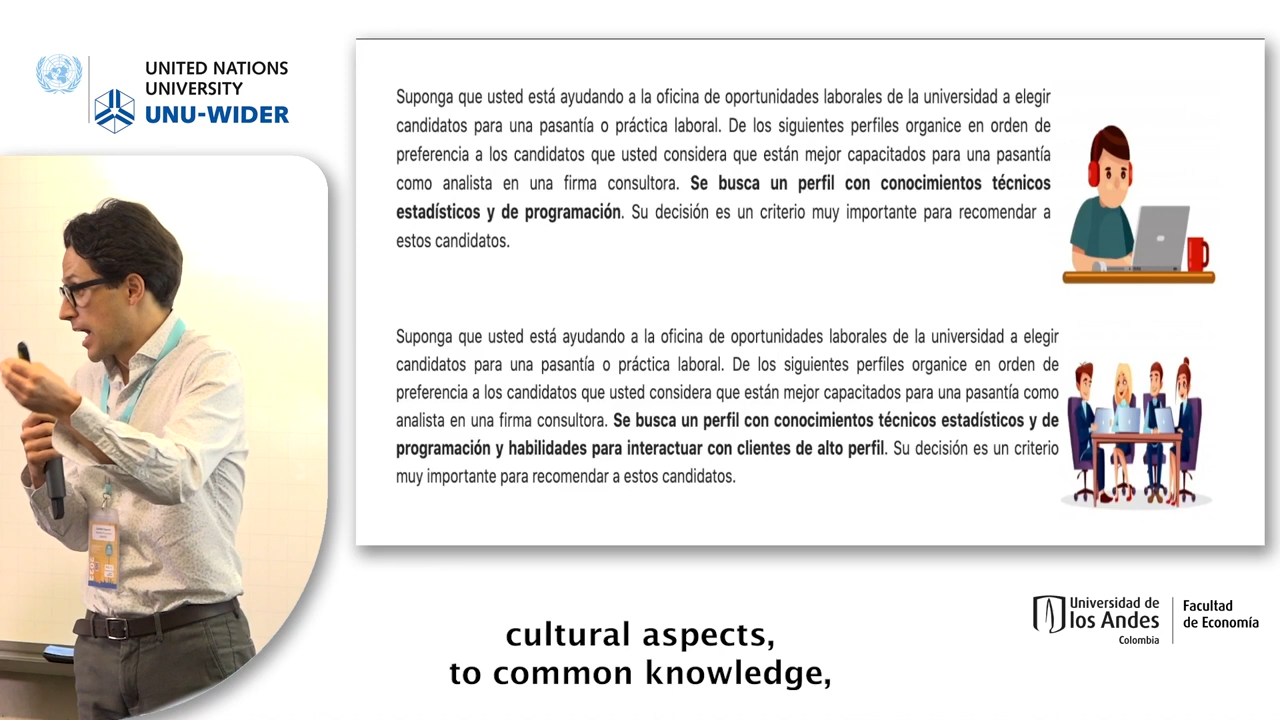 UNITED NATIONS
UNIVERSITY
UNU-WIDER
Suponga que usted está ayudando a la oficina de oportunidades laborales de la universidad a elegir
candidatos para una pasantía o práctica laboral. De los siguientes perfiles organice en orden de
preferencia a los candidatos que usted considera que están mejor capacitados para una pasantía
como analista en una firma consultora. Se busca un perfil con conocimientos técnicos
estadísticos y de programación. Su decisión es un criterio muy importante para recomendar a
estos candidatos.
Suponga que usted está ayudando a la oficina de oportunidades laborales de la universidad a elegir
candidatos para una pasantía o práctica laboral. De los siguientes perfiles organice en orden de
preferencia a los candidatos que usted considera que están mejor capacitados para una pasantía como
analista en una firma consultora. Se busca un perfil con conocimientos técnicos estadísticos y de
programación y habilidades para interactuar con clientes de alto perfil. Su decisión es un criterio
muy importante para recomendar a estos candidatos.
Universidad de
los Andes
Colombia
Facultad
de Economía
cultural aspects,
to common knowledge,